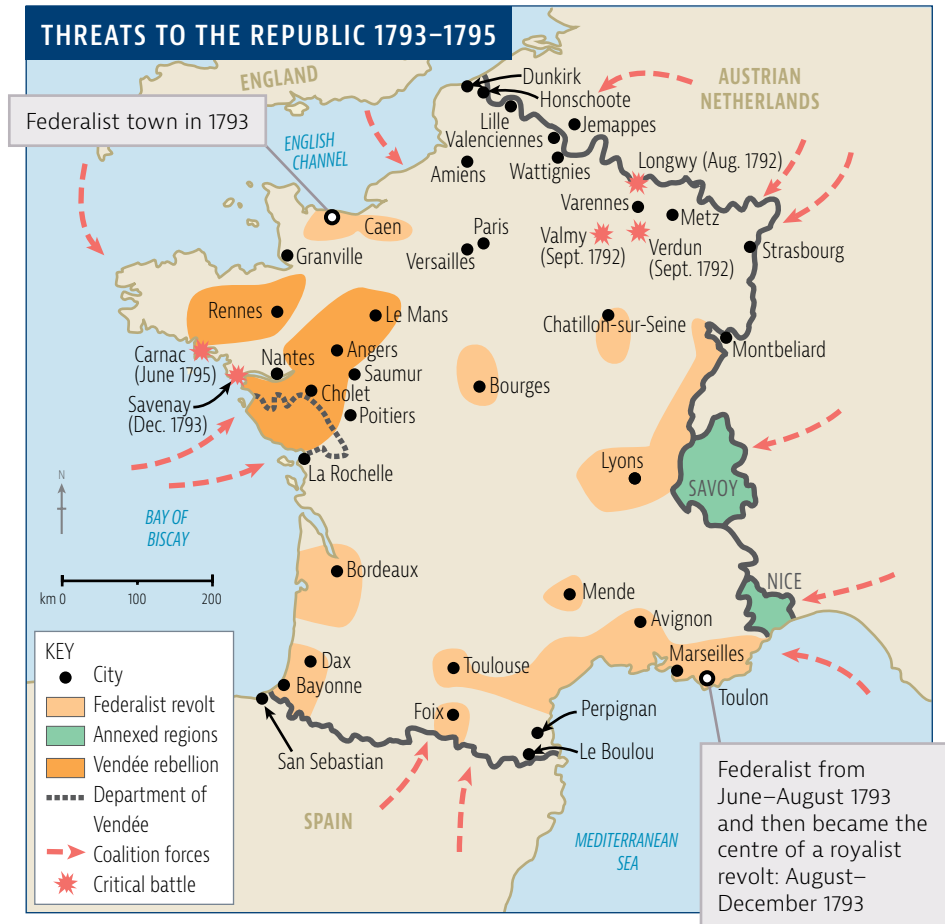 THREATS TO THE REPUBLIC 1793–1795
ENGLAND
Federalist town in 1793
ENGLISH
CHANNEL
AUSTRIAN
NETHERLANDS
Dunkirk
Honschoote
Lille
Jemappes
Valenciennes
Wattignies
Amiens
Longwy (Aug. 1792)
Varennes
Metz
Valmy
(Sept. 1792)
Verdun
(Sept. 1792)
Strasbourg
Caen
Paris
Versailles
Granville
Rennes
Le Mans
Chatillon-sur-Seine
Montbeliard
Carnac
(June 1795)
Nantes
Angers
Saumur
Cholet
Bourges
Savenay
(Dec. 1793)
Poitiers
La Rochelle
Lyons
SAVOY
N
BAY OF
BISCAY
km 0 100 200
Bordeaux
Mende
NICE
Avignon
Marseilles
Toulon
Dax
Bayonne
Toulouse
Foix
Perpignan
Le Boulou
San Sebastian
SPAIN
MEDITERRANEAN
SEA
KEY
City
Federalist revolt
Annexed regions
Vendée rebellion
Department of
Vendée
Coalition forces
Critical battle
Federalist from
June–August 1793
and then became the
centre of a royalist
revolt: August–
December 1793